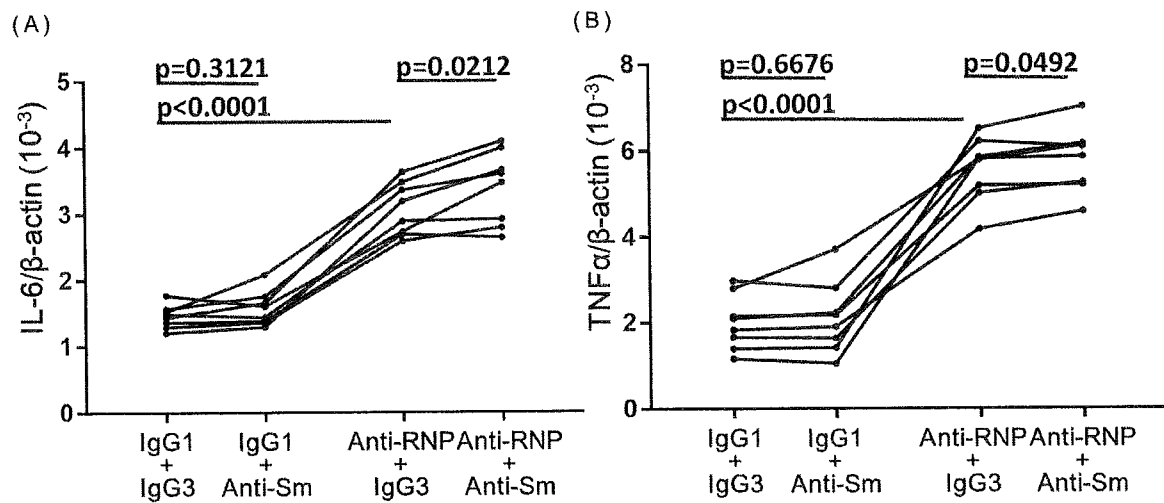 (A)
p=0.3121
p=0.0212
p<0.0001
IL-6/β-actin (10⁻³)
5
4
3
2
1
0
IgG1 + IgG3
IgG1 + Anti-Sm
Anti-RNP + IgG3
Anti-RNP + Anti-Sm
(B)
p=0.6676
p=0.0492
p<0.0001
TNFα/β-actin (10⁻³)
8
6
4
2
0
IgG1 + IgG3
IgG1 + Anti-Sm
Anti-RNP + IgG3
Anti-RNP + Anti-Sm